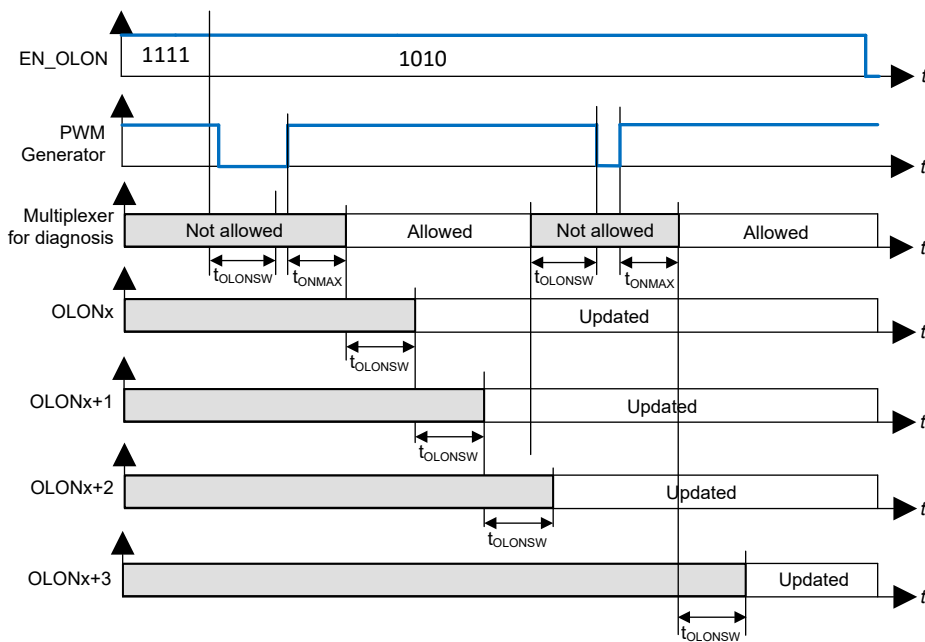 EN_OLON
1111
1010
t
PWM
Generator
t
Multiplexer
for diagnosis
Not allowed
Allowed
Not allowed
Allowed
t
tOLONSW
tONMAX
tOLONSW
tONMAX
OLONx
Updated
t
tOLONSW
OLONx+1
Updated
t
tOLONSW
OLONx+2
Updated
t
tOLONSW
OLONx+3
Updated
t
tOLONSW